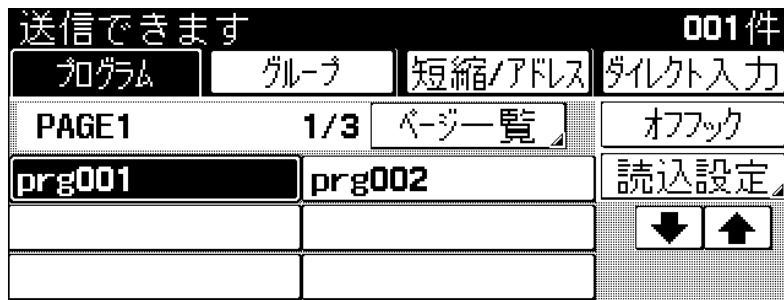 送信できます 001件
プログラム グループ 短縮/アドレス ダイレクト入力
PAGE1 1/3 ページ一覧 オフフック
prg001 prg002 読込設定